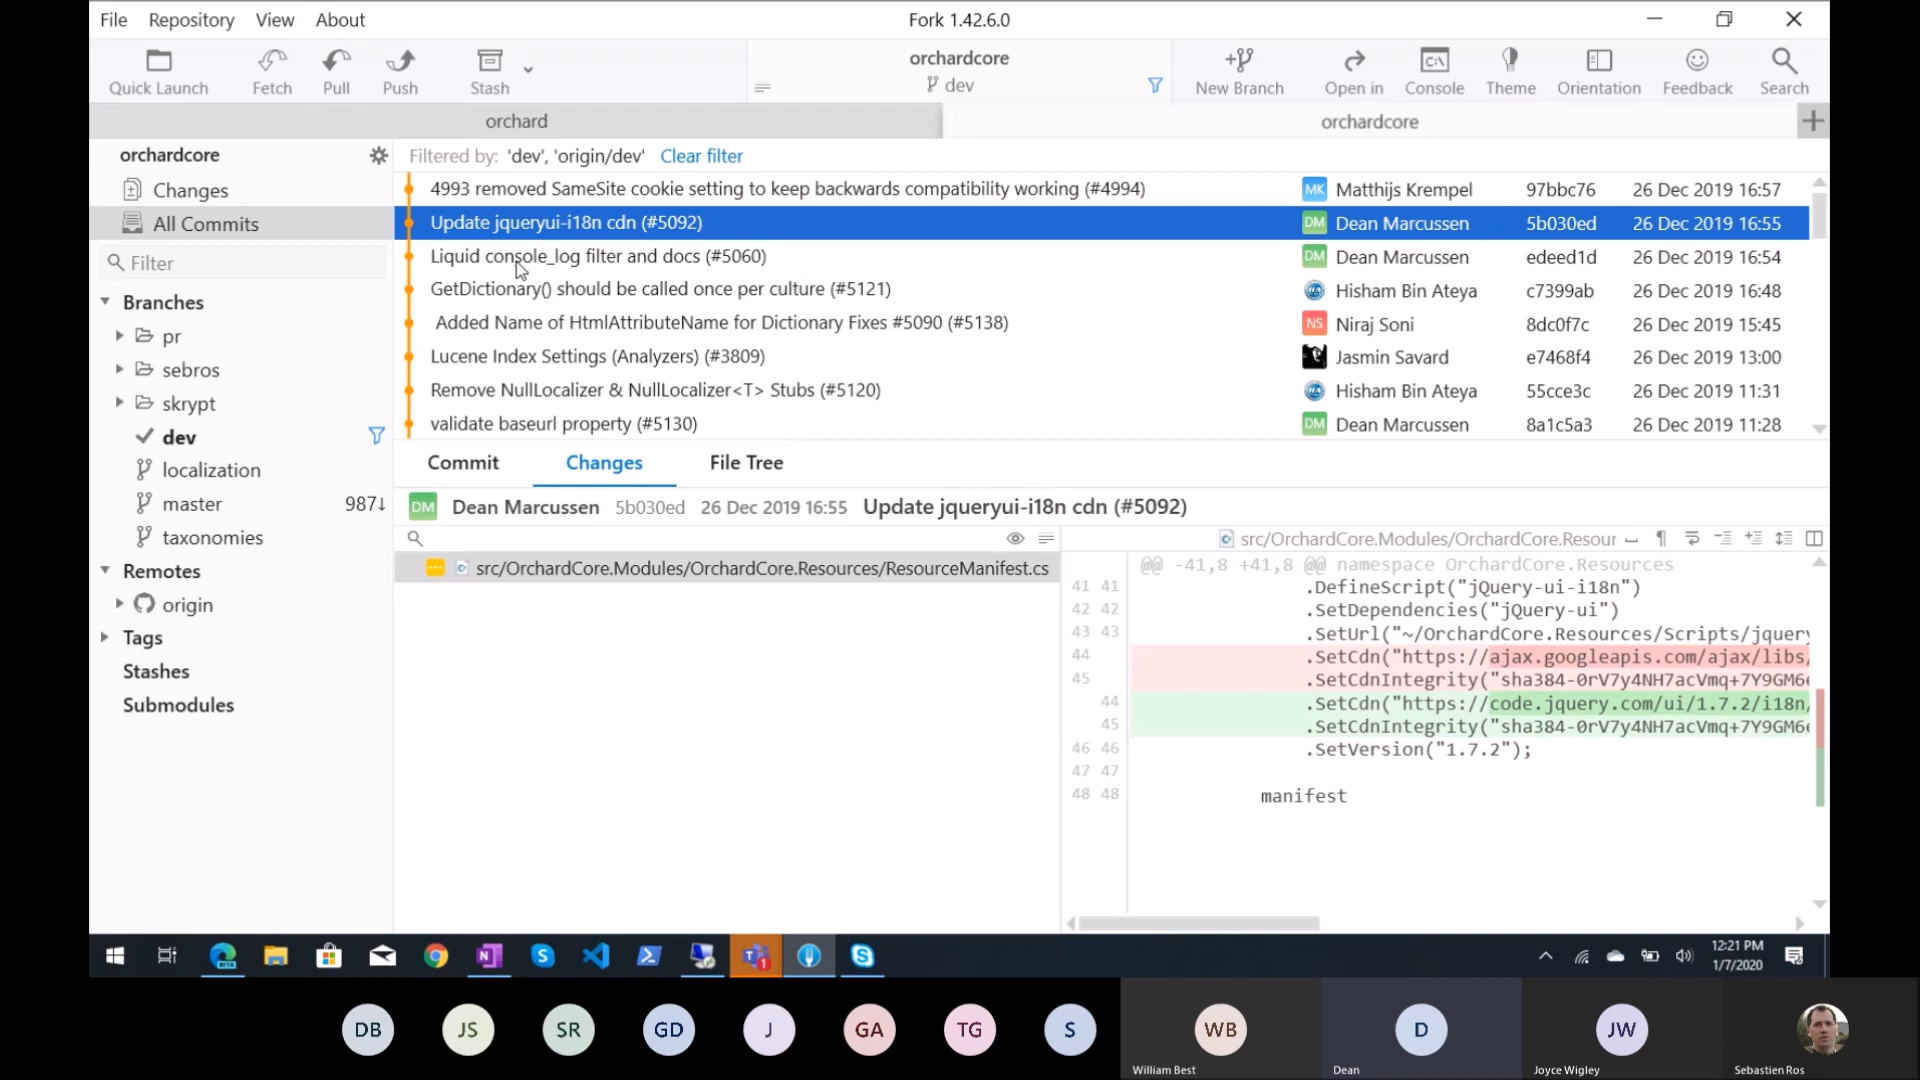 File Repository View About
Fork 1.42.6.0
Quick Launch
Fetch
Pull
Push
Stash
orchardcore
dev
New Branch
Open in
Console
Theme
Orientation
Feedback
Search
orchard
orchardcore
orchardcore
Changes
All Commits
Filter
Branches
pr
sebros
skrypt
dev
localization
master 987↓
taxonomies
Remotes
origin
Tags
Stashes
Submodules
Filtered by: 'dev', 'origin/dev' Clear filter
4993 removed SameSite cookie setting to keep backwards compatibility working (#4994) MK Matthijs Krempel 97bbc76 26 Dec 2019 16:57
Update jqueryui-i18n cdn (#5092) DM Dean Marcussen 5b030ed 26 Dec 2019 16:55
Liquid console_log filter and docs (#5060) DM Dean Marcussen edeed1d 26 Dec 2019 16:54
GetDictionary() should be called once per culture (#5121) Hisham Bin Ateya c7399ab 26 Dec 2019 16:48
Added Name of HtmlAttributeName for Dictionary Fixes #5090 (#5138) NS Niraj Soni 8dc0f7c 26 Dec 2019 15:45
Lucene Index Settings (Analyzers) (#3809) Jasmin Savard e7468f4 26 Dec 2019 13:00
Remove NullLocalizer & NullLocalizer<T> Stubs (#5120) Hisham Bin Ateya 55cce3c 26 Dec 2019 11:31
validate baseurl property (#5130) DM Dean Marcussen 8a1c5a3 26 Dec 2019 11:28
Commit Changes File Tree
DM Dean Marcussen 5b030ed 26 Dec 2019 16:55 Update jqueryui-i18n cdn (#5092)
src/OrchardCore.Modules/OrchardCore.Resources/ResourceManifest.cs
src/OrchardCore.Modules/OrchardCore.Resour
@@ -41,8 +41,8 @@ namespace OrchardCore.Resources
41 41 .DefineScript("jQuery-ui-i18n")
42 42 .SetDependencies("jQuery-ui")
43 43 .SetUrl("~/OrchardCore.Resources/Scripts/jquery
44 .SetCdn("https://ajax.googleapis.com/ajax/libs/
45 .SetCdnIntegrity("sha384-0rV7y4NH7acVmq+7Y9GM6e
44 .SetCdn("https://code.jquery.com/ui/1.7.2/i18n/
45 .SetCdnIntegrity("sha384-0rV7y4NH7acVmq+7Y9GM6e
46 46 .SetVersion("1.7.2");
47 47
48 48 manifest
12:21 PM
1/7/2020
DB JS SR GD J GA TG S WB D JW
William Best Dean Joyce Wigley Sebastien Ros